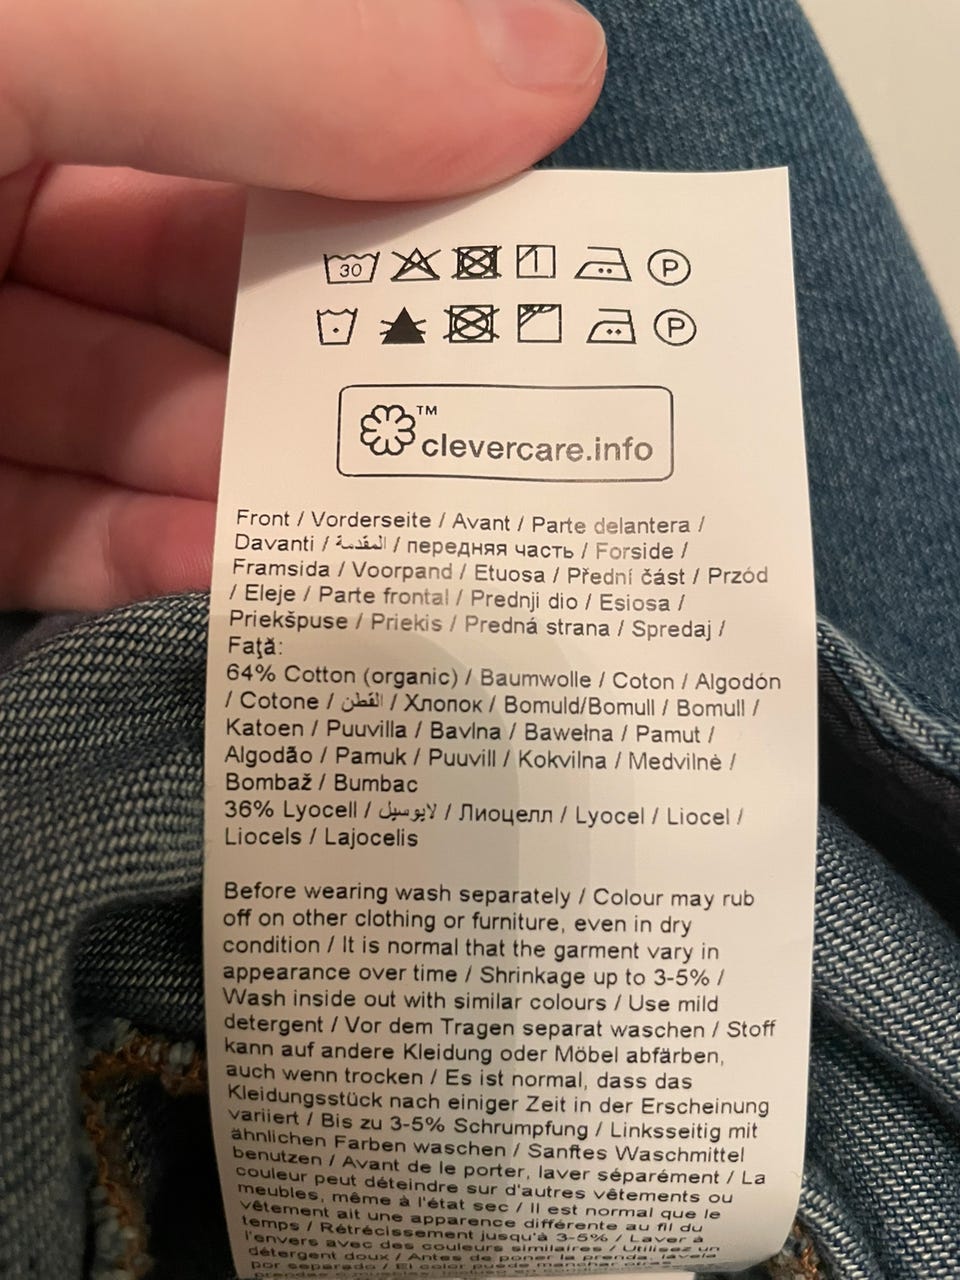 30 P
P
™
clevercare.info
Front / Vorderseite / Avant / Parte delantera /
Davanti / المقدمة / передняя часть / Forside /
Framsida / Voorpand / Etuosa / Přední část / Przód
/ Eleje / Parte frontal / Prednji dio / Esiosa /
Priekšpuse / Priekis / Predná strana / Spredaj /
Faţă:
64% Cotton (organic) / Baumwolle / Coton / Algodón
/ Cotone / القطن / Хлопок / Bomuld/Bomull / Bomull /
Katoen / Puuvilla / Bavlna / Bawełna / Pamut /
Algodão / Pamuk / Puuvill / Kokvilna / Medvilnė /
Bombaž / Bumbac
36% Lyocell / لايوسيل / Лиоцелл / Lyocel / Liocel /
Liocels / Lajocelis
Before wearing wash separately / Colour may rub
off on other clothing or furniture, even in dry
condition / It is normal that the garment vary in
appearance over time / Shrinkage up to 3-5% /
Wash inside out with similar colours / Use mild
detergent / Vor dem Tragen separat waschen / Stoff
kann auf andere Kleidung oder Möbel abfärben,
auch wenn trocken / Es ist normal, dass das
Kleidungsstück nach einiger Zeit in der Erscheinung
variiert / Bis zu 3-5% Schrumpfung / Linksseitig mit
ähnlichen Farben waschen / Sanftes Waschmittel
benutzen / Avant de le porter, laver séparément / La
couleur peut déteindre sur d'autres vêtements ou
meubles, même à l'état sec / Il est normal que le
vêtement ait une apparence différente au fil du
temps / Rétrécissement jusqu'à 3-5% / Laver à
l'envers avec des couleurs similaires / Utilisez un
détergent doux / Antes de poner la prenda, lavela
por separado / El color puede manchar otras